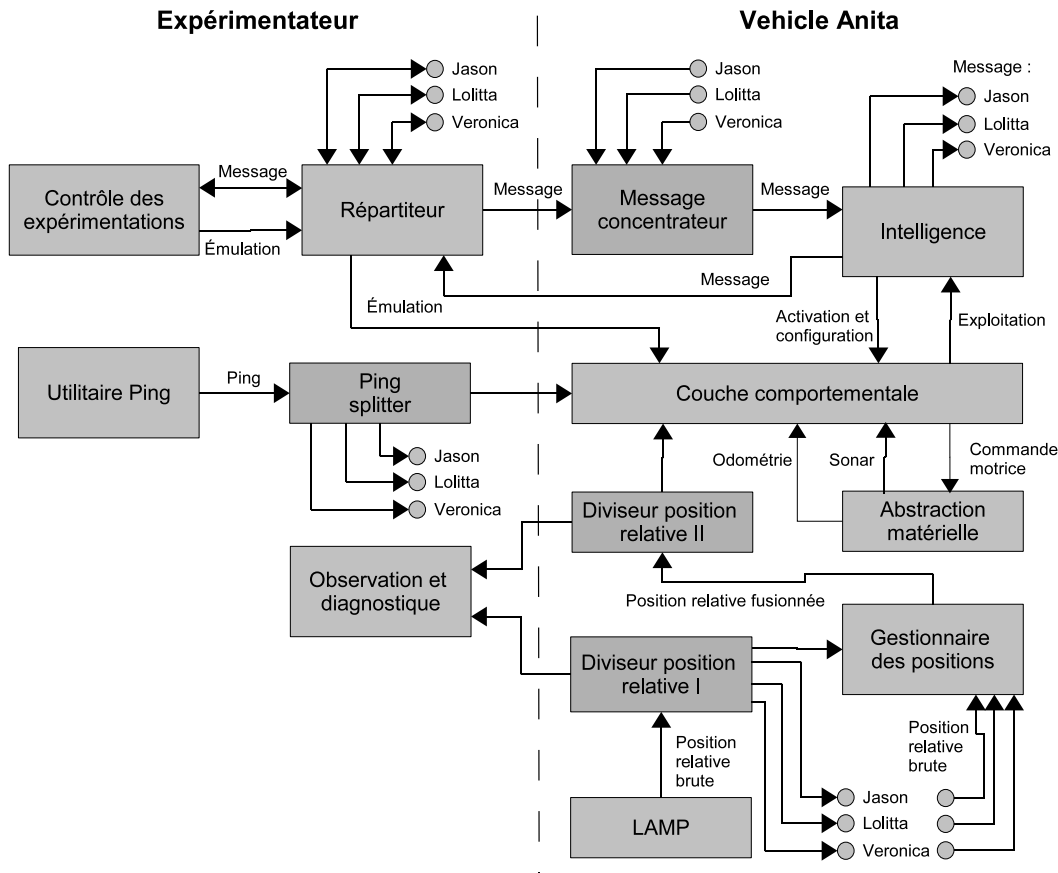 Expérimentateur
Vehicle Anita
Jason
Lolitta
Veronica
Jason
Lolitta
Veronica
Message :
Jason
Lolitta
Veronica
Contrôle des
expérimentations
Message
Émulation
Répartiteur
Message
Message
concentrateur
Message
Intelligence
Message
Émulation
Activation et
configuration
Exploitation
Utilitaire Ping
Ping
Ping
splitter
Couche comportementale
Jason
Lolitta
Veronica
Odométrie
Sonar
Commande
motrice
Diviseur position
relative II
Abstraction
matérielle
Observation et
diagnostique
Position relative fusionnée
Gestionnaire
des positions
Diviseur position
relative I
Position
relative
brute
Position
relative
brute
LAMP
Jason
Lolitta
Veronica